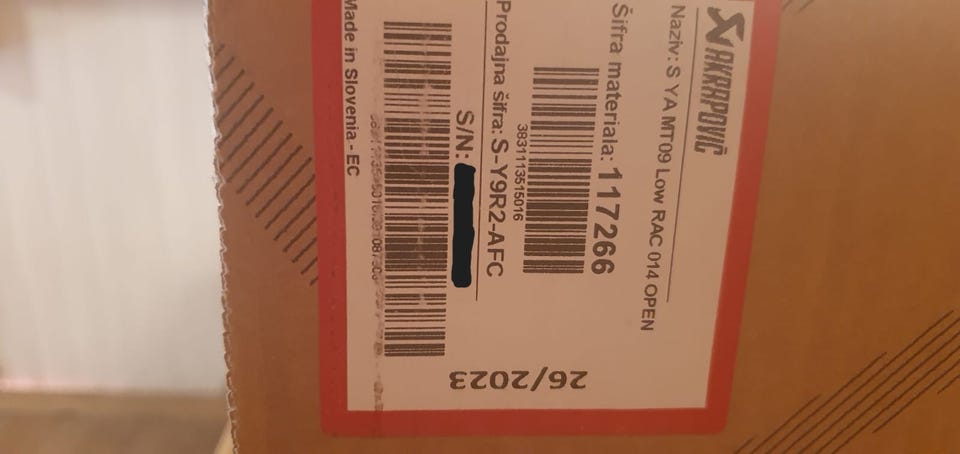 AKRAPOVIČ
Naziv: S YA MT09 Low RAC 014 OPEN
Šifra materiala: 117266
3831113515016
Prodajna šifra: S-Y9R2-AFC
S/N:
Made in Slovenia - EC
26/2023